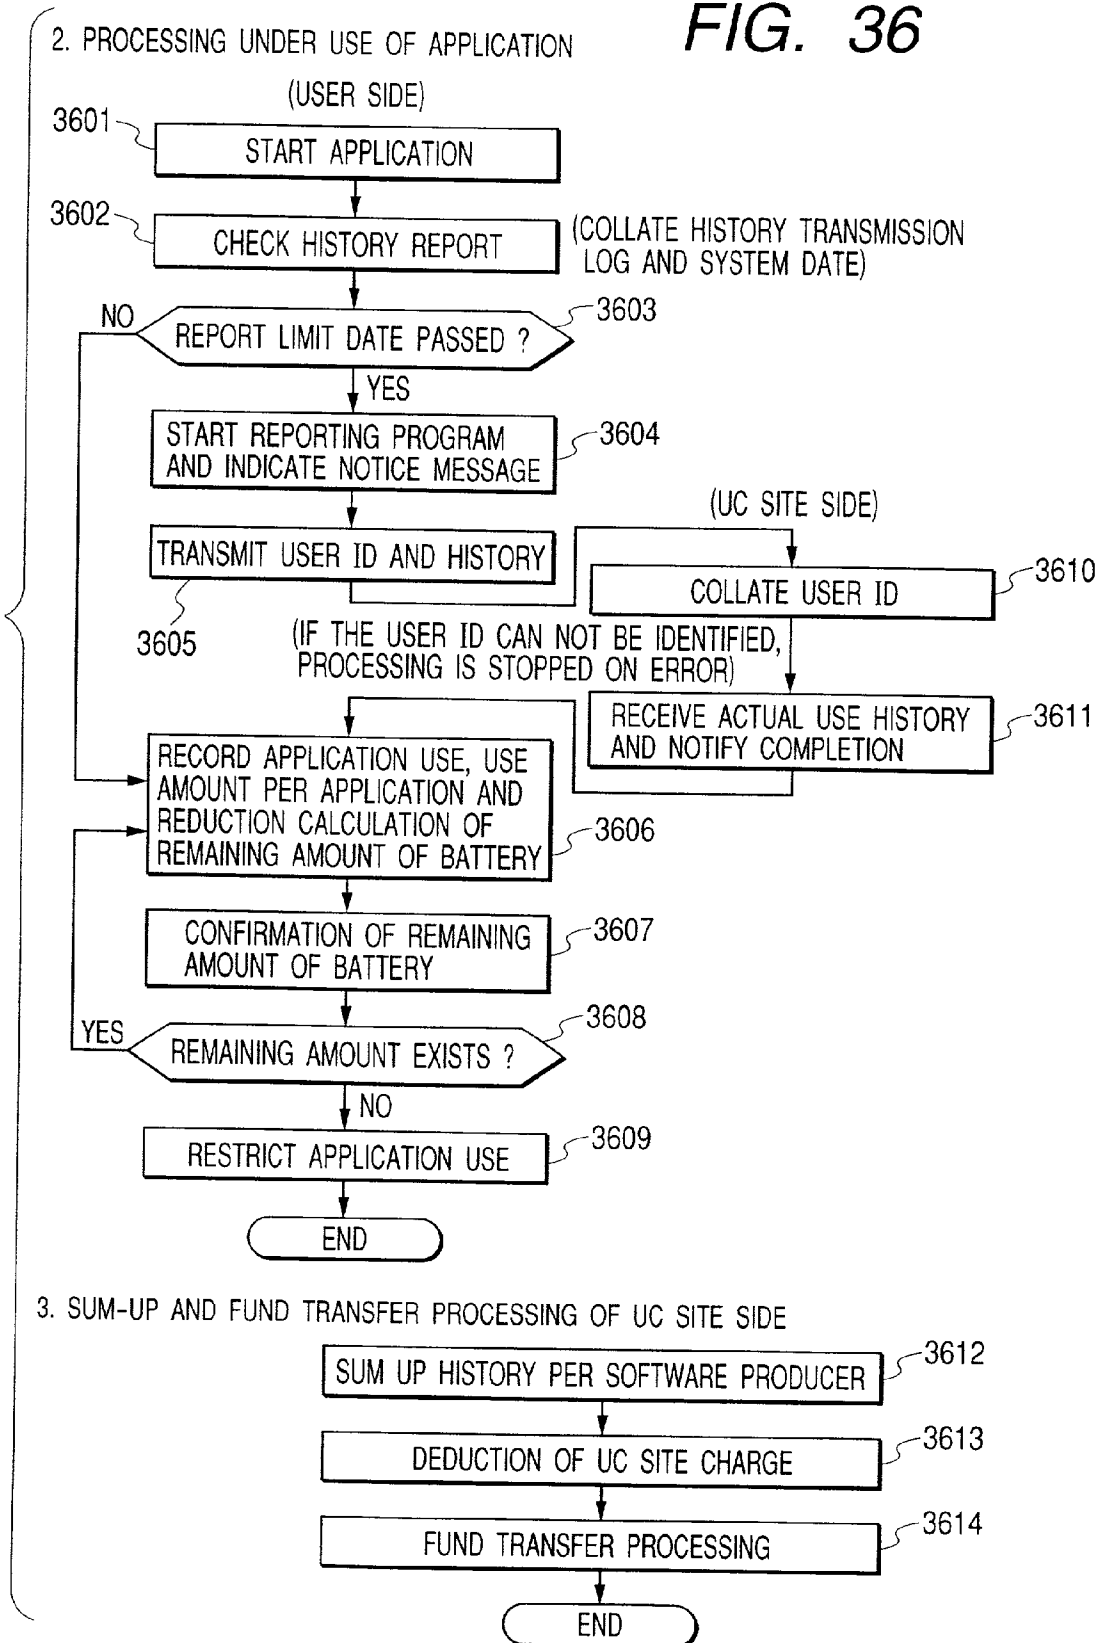 FIG. 36
2. PROCESSING UNDER USE OF APPLICATION
(USER SIDE)
3601
START APPLICATION
3602
CHECK HISTORY REPORT
(COLLATE HISTORY TRANSMISSION
LOG AND SYSTEM DATE)
3603
NO
REPORT LIMIT DATE PASSED ?
YES
START REPORTING PROGRAM
AND INDICATE NOTICE MESSAGE
3604
(UC SITE SIDE)
TRANSMIT USER ID AND HISTORY
3605
COLLATE USER ID
3610
(IF THE USER ID CAN NOT BE IDENTIFIED,
PROCESSING IS STOPPED ON ERROR)
RECEIVE ACTUAL USE HISTORY
AND NOTIFY COMPLETION
3611
RECORD APPLICATION USE, USE
AMOUNT PER APPLICATION AND
REDUCTION CALCULATION OF
REMAINING AMOUNT OF BATTERY
3606
CONFIRMATION OF REMAINING
AMOUNT OF BATTERY
3607
3608
YES
REMAINING AMOUNT EXISTS ?
NO
RESTRICT APPLICATION USE
3609
END
3. SUM-UP AND FUND TRANSFER PROCESSING OF UC SITE SIDE
SUM UP HISTORY PER SOFTWARE PRODUCER
3612
DEDUCTION OF UC SITE CHARGE
3613
FUND TRANSFER PROCESSING
3614
END